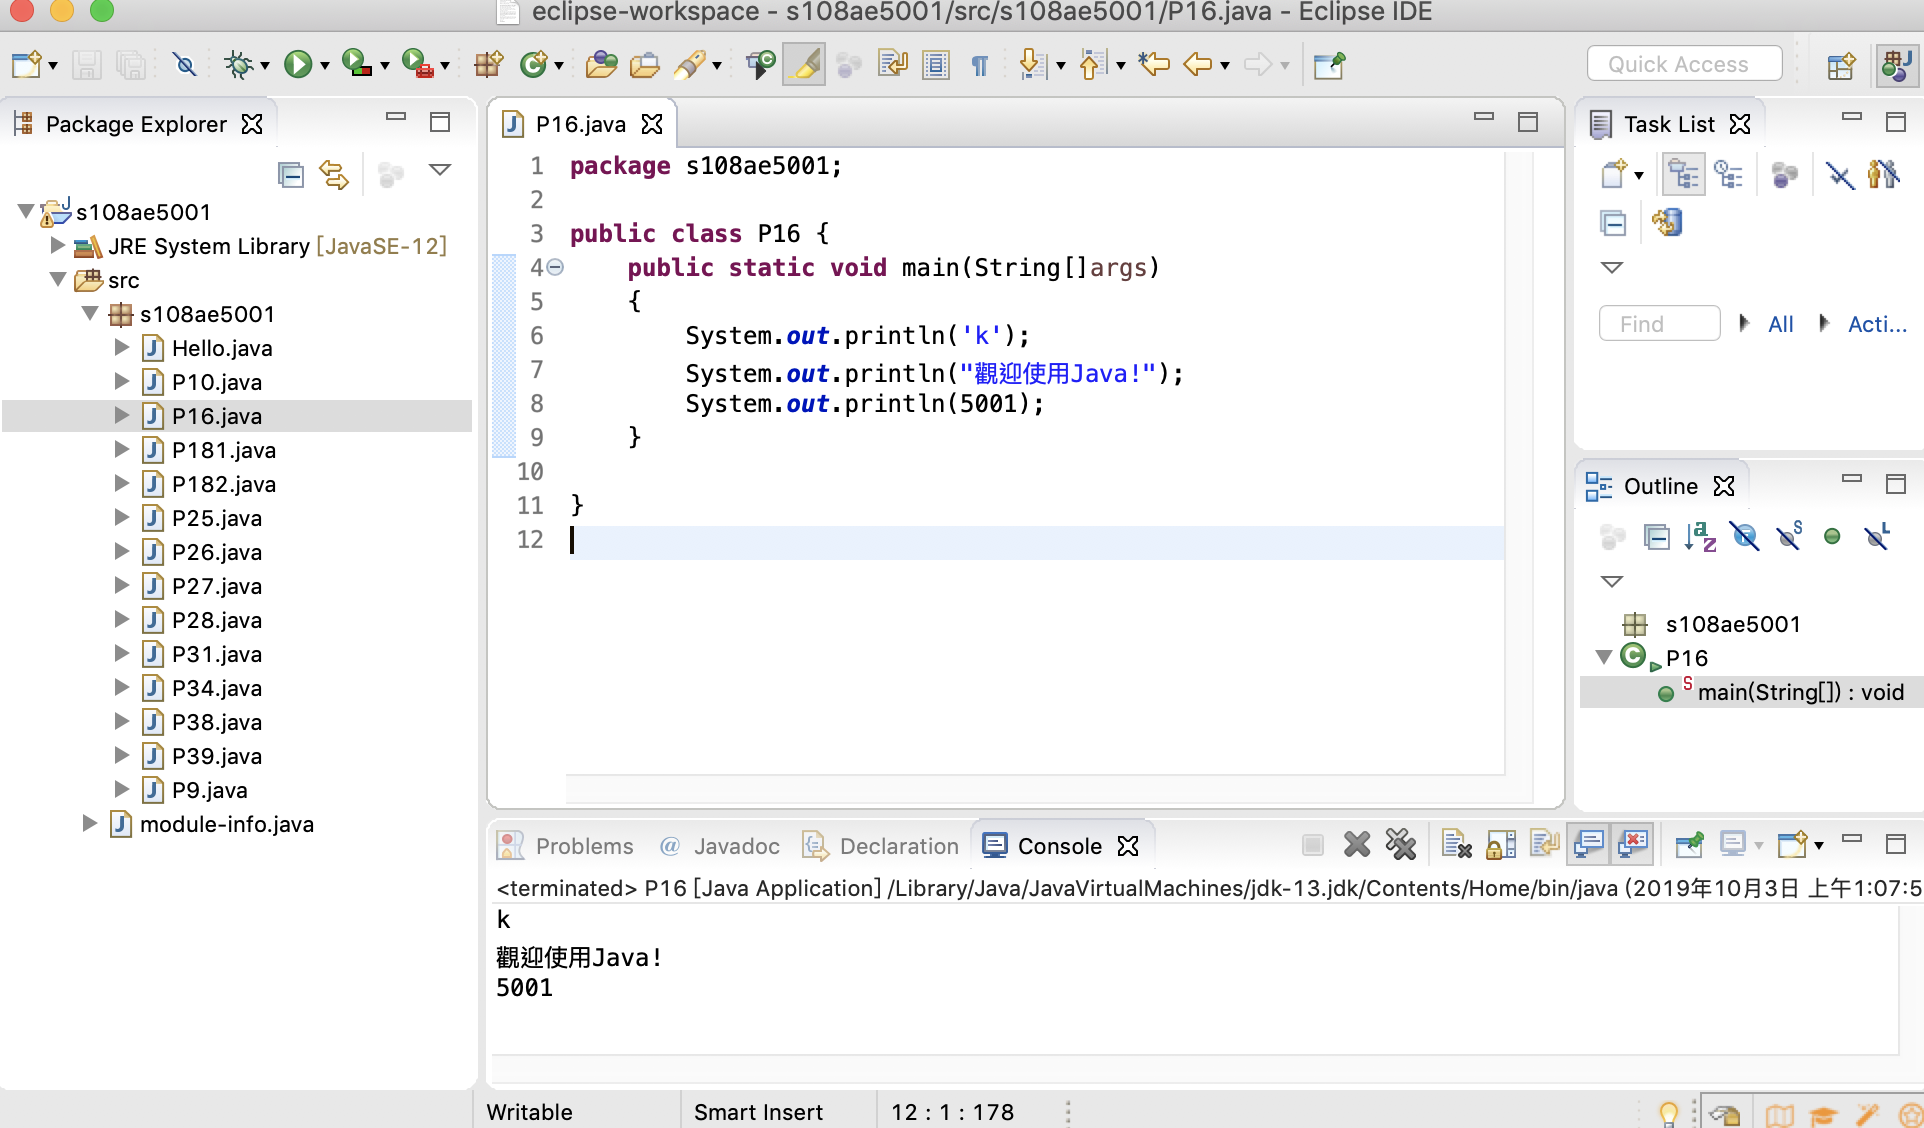 eclipse-workspace - s108ae5001/src/s108ae5001/P16.java - Eclipse IDE
Quick Access
Package Explorer
s108ae5001
JRE System Library [JavaSE-12]
src
s108ae5001
Hello.java
P10.java
P16.java
P181.java
P182.java
P25.java
P26.java
P27.java
P28.java
P31.java
P34.java
P38.java
P39.java
P9.java
module-info.java
P16.java
1 package s108ae5001;
2
3 public class P16 {
4 public static void main(String[]args)
5 {
6 System.out.println('k');
7 System.out.println("觀迎使用Java!");
8 System.out.println(5001);
9 }
10
11 }
12
Task List
Find
All
Acti...
Outline
s108ae5001
P16
main(String[]) : void
Problems
Javadoc
Declaration
Console
<terminated> P16 [Java Application] /Library/Java/JavaVirtualMachines/jdk-13.jdk/Contents/Home/bin/java (2019年10月3日 上午1:07:5
k
觀迎使用Java!
5001
Writable
Smart Insert
12 : 1 : 178